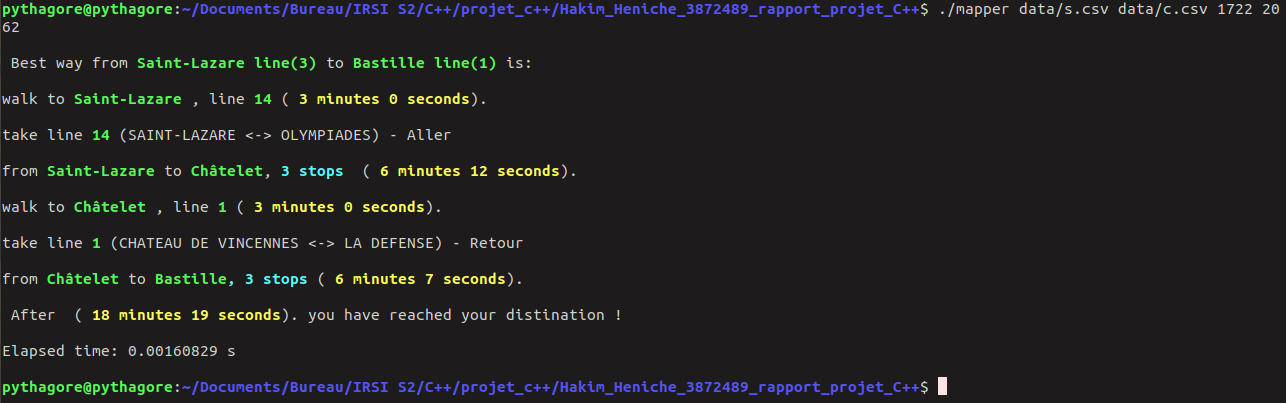 pythagore@pythagore:~/Documents/Bureau/IRSI S2/C++/projet_c++/Hakim_Heniche_3872489_rapport_projet_C++$ ./mapper data/s.csv data/c.csv 1722 20
62
Best way from Saint-Lazare line(3) to Bastille line(1) is:
walk to Saint-Lazare , line 14 ( 3 minutes 0 seconds).
take line 14 (SAINT-LAZARE <-> OLYMPIADES) - Aller
from Saint-Lazare to Châtelet, 3 stops  ( 6 minutes 12 seconds).
walk to Châtelet , line 1 ( 3 minutes 0 seconds).
take line 1 (CHATEAU DE VINCENNES <-> LA DEFENSE) - Retour
from Châtelet to Bastille, 3 stops ( 6 minutes 7 seconds).
After  ( 18 minutes 19 seconds). you have reached your distination !
Elapsed time: 0.00160829 s
pythagore@pythagore:~/Documents/Bureau/IRSI S2/C++/projet_c++/Hakim_Heniche_3872489_rapport_projet_C++$